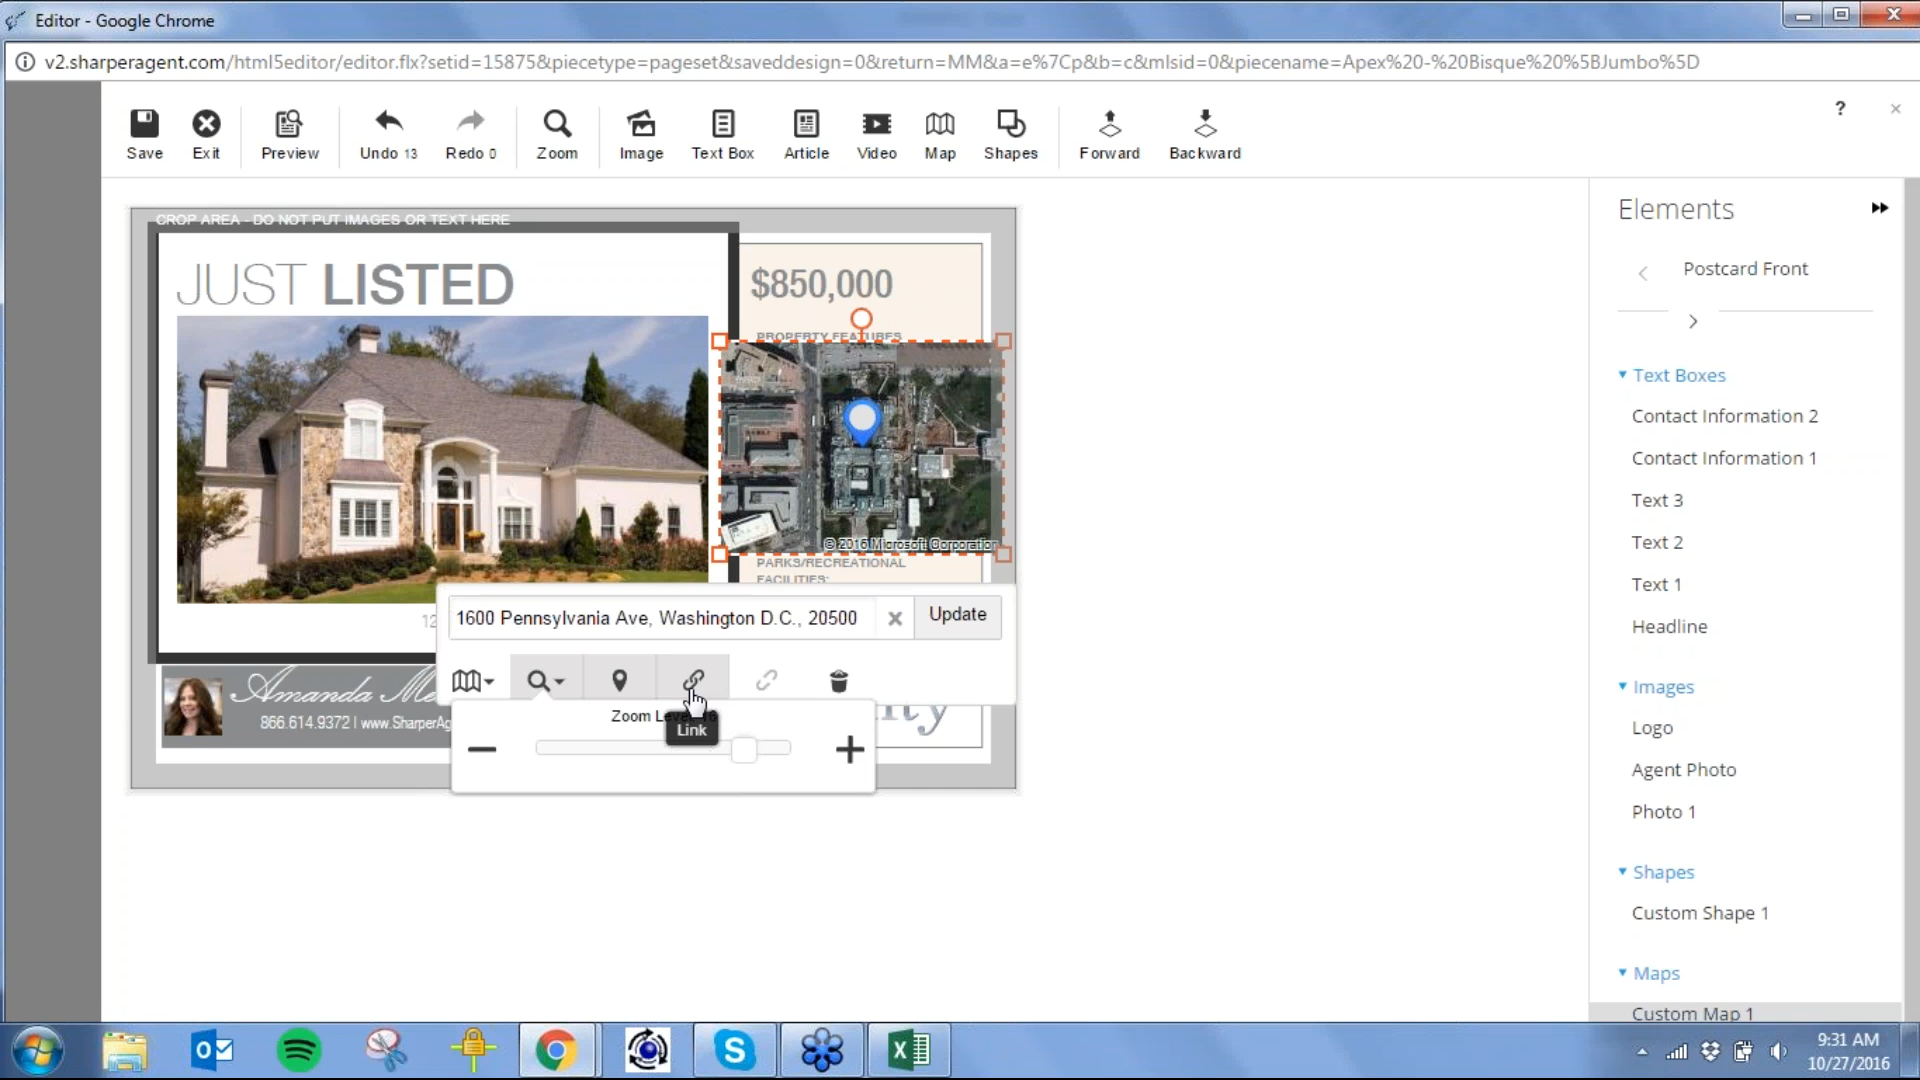 Editor - Google Chrome
v2.sharperagent.com/html5editor/editor.flx?setid=15875&piecetype=pageset&saveddesign=0&return=MM&a=e%7Cp&b=c&mlsid=0&piecename=Apex%20-%20Bisque%20%5BJumbo%5D
Save
Exit
Preview
Undo 13
Redo 0
Zoom
Image
Text Box
Article
Video
Map
Shapes
Forward
Backward
?
CROP AREA - DO NOT PUT IMAGES OR TEXT HERE
JUST LISTED
$850,000
PROPERTY FEATURES
© 2016 Microsoft Corporation
PARKS/RECREATIONAL
FACILITIES:
12
1600 Pennsylvania Ave, Washington D.C., 20500
Update
Amanda Me
866.614.9372 | www.SharperAg
Zoom Le
Link
Elements
Postcard Front
Text Boxes
Contact Information 2
Contact Information 1
Text 3
Text 2
Text 1
Headline
Images
Logo
Agent Photo
Photo 1
Shapes
Custom Shape 1
Maps
Custom Map 1
9:31 AM
10/27/2016